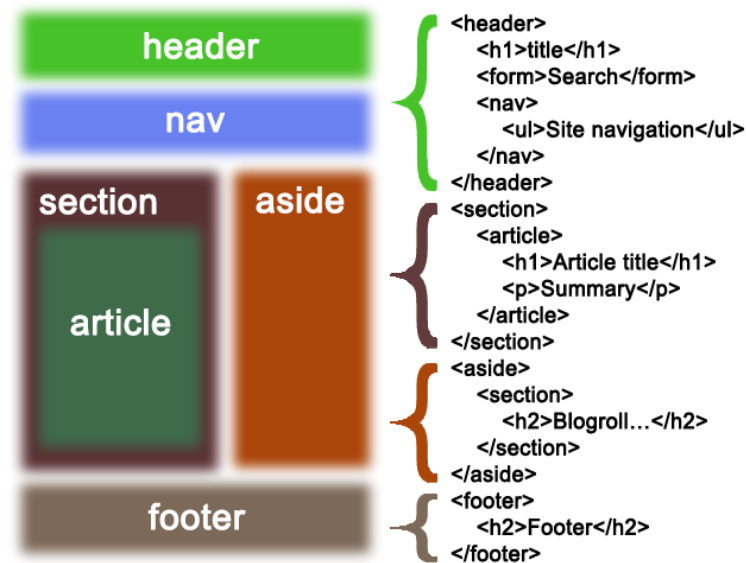 header
nav
section
aside
article
footer
<header>
<h1>title</h1>
<form>Search</form>
<nav>
<ul>Site navigation</ul>
</nav>
</header>
<section>
<article>
<h1>Article title</h1>
<p>Summary</p>
</article>
</section>
<aside>
<section>
<h2>Blogroll…</h2>
</section>
</aside>
<footer>
<h2>Footer</h2>
</footer>